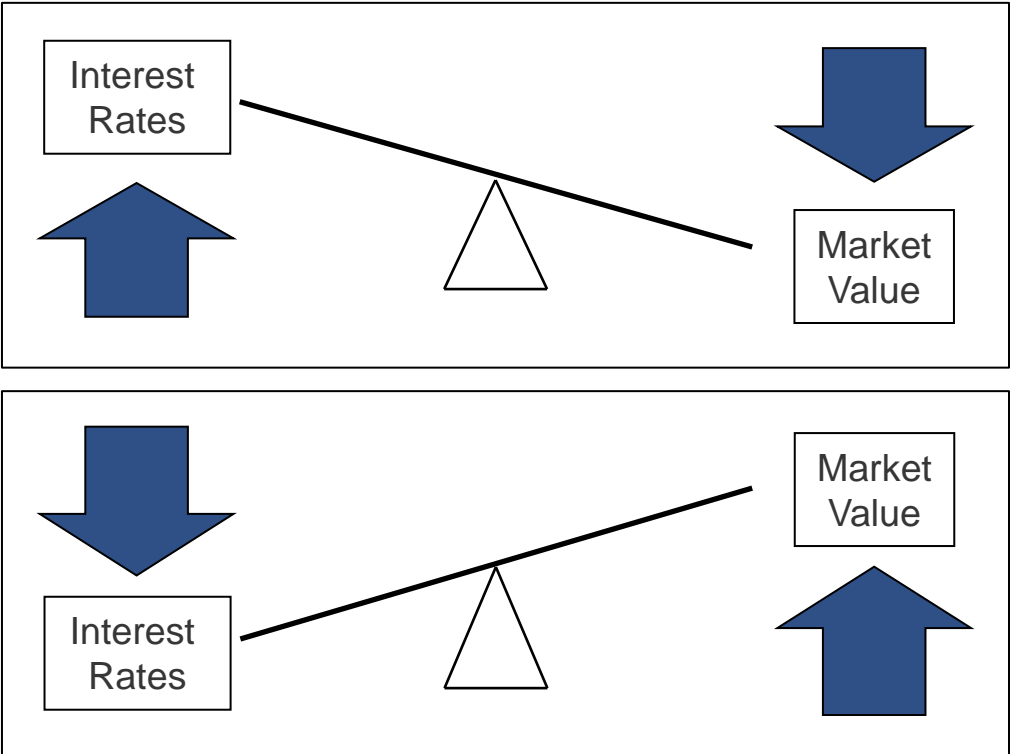 Interest
Rates
Market
Value
Market
Value
Interest
Rates